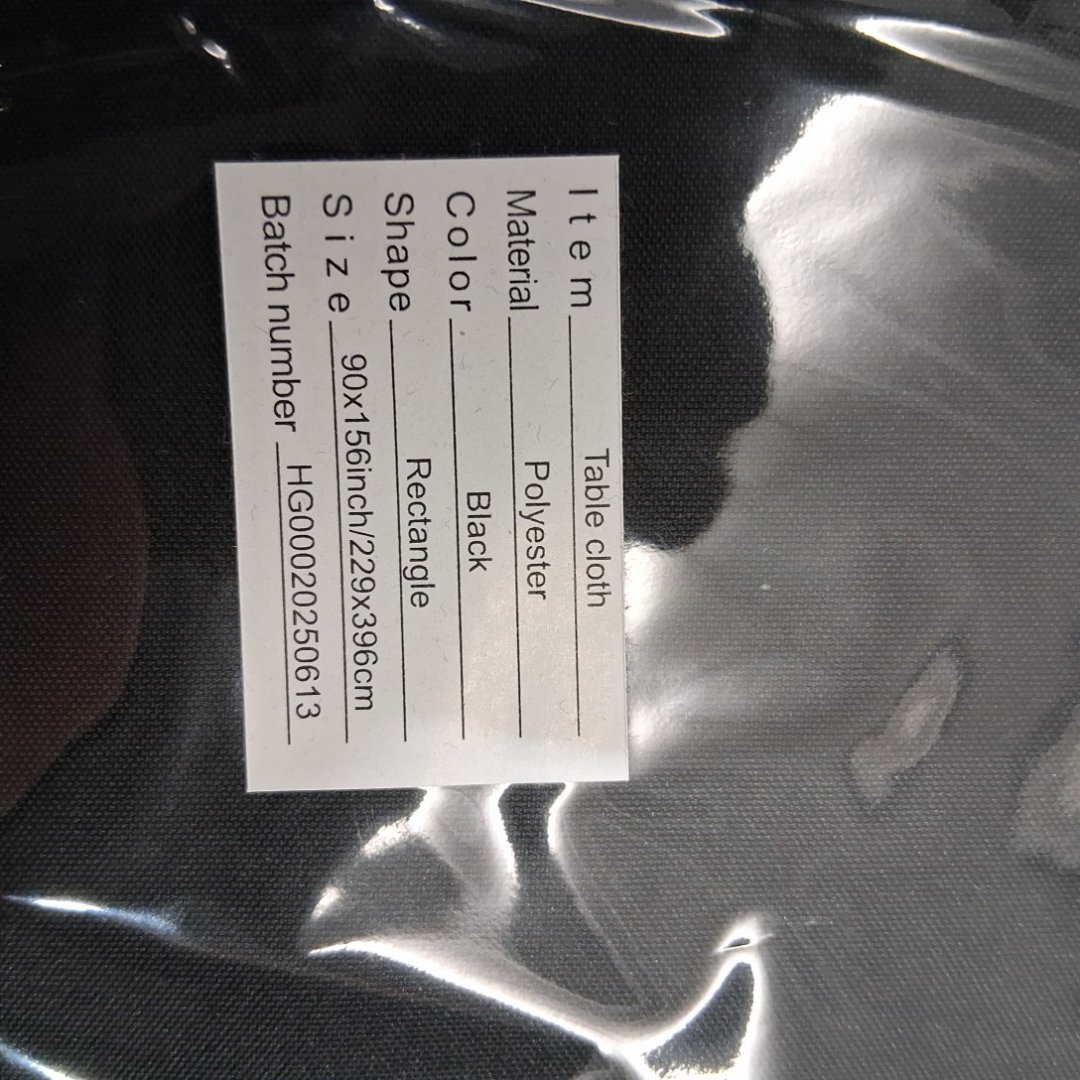 Item Table cloth
Material Polyester
Color Black
Shape Rectangle
Size 90x156inch/229x396cm
Batch number HG00020250613